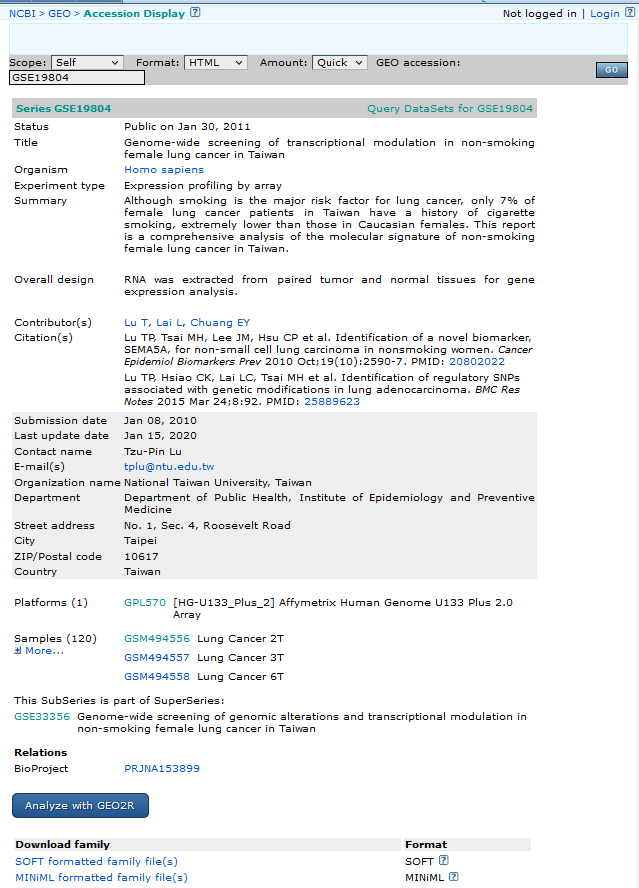 NCBI > GEO > Accession Display ?
Not logged in | Login ?
Scope: Self Format: HTML Amount: Quick GEO accession:
GSE19804
GO
Series GSE19804 Query DataSets for GSE19804
Status Public on Jan 30, 2011
Title Genome-wide screening of transcriptional modulation in non-smoking
female lung cancer in Taiwan
Organism Homo sapiens
Experiment type Expression profiling by array
Summary Although smoking is the major risk factor for lung cancer, only 7% of
female lung cancer patients in Taiwan have a history of cigarette
smoking, extremely lower than those in Caucasian females. This report
is a comprehensive analysis of the molecular signature of non-smoking
female lung cancer in Taiwan.
Overall design RNA was extracted from paired tumor and normal tissues for gene
expression analysis.
Contributor(s) Lu T, Lai L, Chuang EY
Citation(s) Lu TP, Tsai MH, Lee JM, Hsu CP et al. Identification of a novel biomarker,
SEMA5A, for non-small cell lung carcinoma in nonsmoking women. Cancer
Epidemiol Biomarkers Prev 2010 Oct;19(10):2590-7. PMID: 20802022
Lu TP, Hsiao CK, Lai LC, Tsai MH et al. Identification of regulatory SNPs
associated with genetic modifications in lung adenocarcinoma. BMC Res
Notes 2015 Mar 24;8:92. PMID: 25889623
Submission date Jan 08, 2010
Last update date Jan 15, 2020
Contact name Tzu-Pin Lu
E-mail(s) tplu@ntu.edu.tw
Organization name National Taiwan University, Taiwan
Department Department of Public Health, Institute of Epidemiology and Preventive
Medicine
Street address No. 1, Sec. 4, Roosevelt Road
City Taipei
ZIP/Postal code 10617
Country Taiwan
Platforms (1) GPL570 [HG-U133_Plus_2] Affymetrix Human Genome U133 Plus 2.0
Array
Samples (120) GSM494556 Lung Cancer 2T
More...
GSM494557 Lung Cancer 3T
GSM494558 Lung Cancer 6T
This SubSeries is part of SuperSeries:
GSE33356 Genome-wide screening of genomic alterations and transcriptional modulation in
non-smoking female lung cancer in Taiwan
Relations
BioProject PRJNA153899
Analyze with GEO2R
Download family Format
SOFT formatted family file(s) SOFT ?
MINiML formatted family file(s) MINiML ?